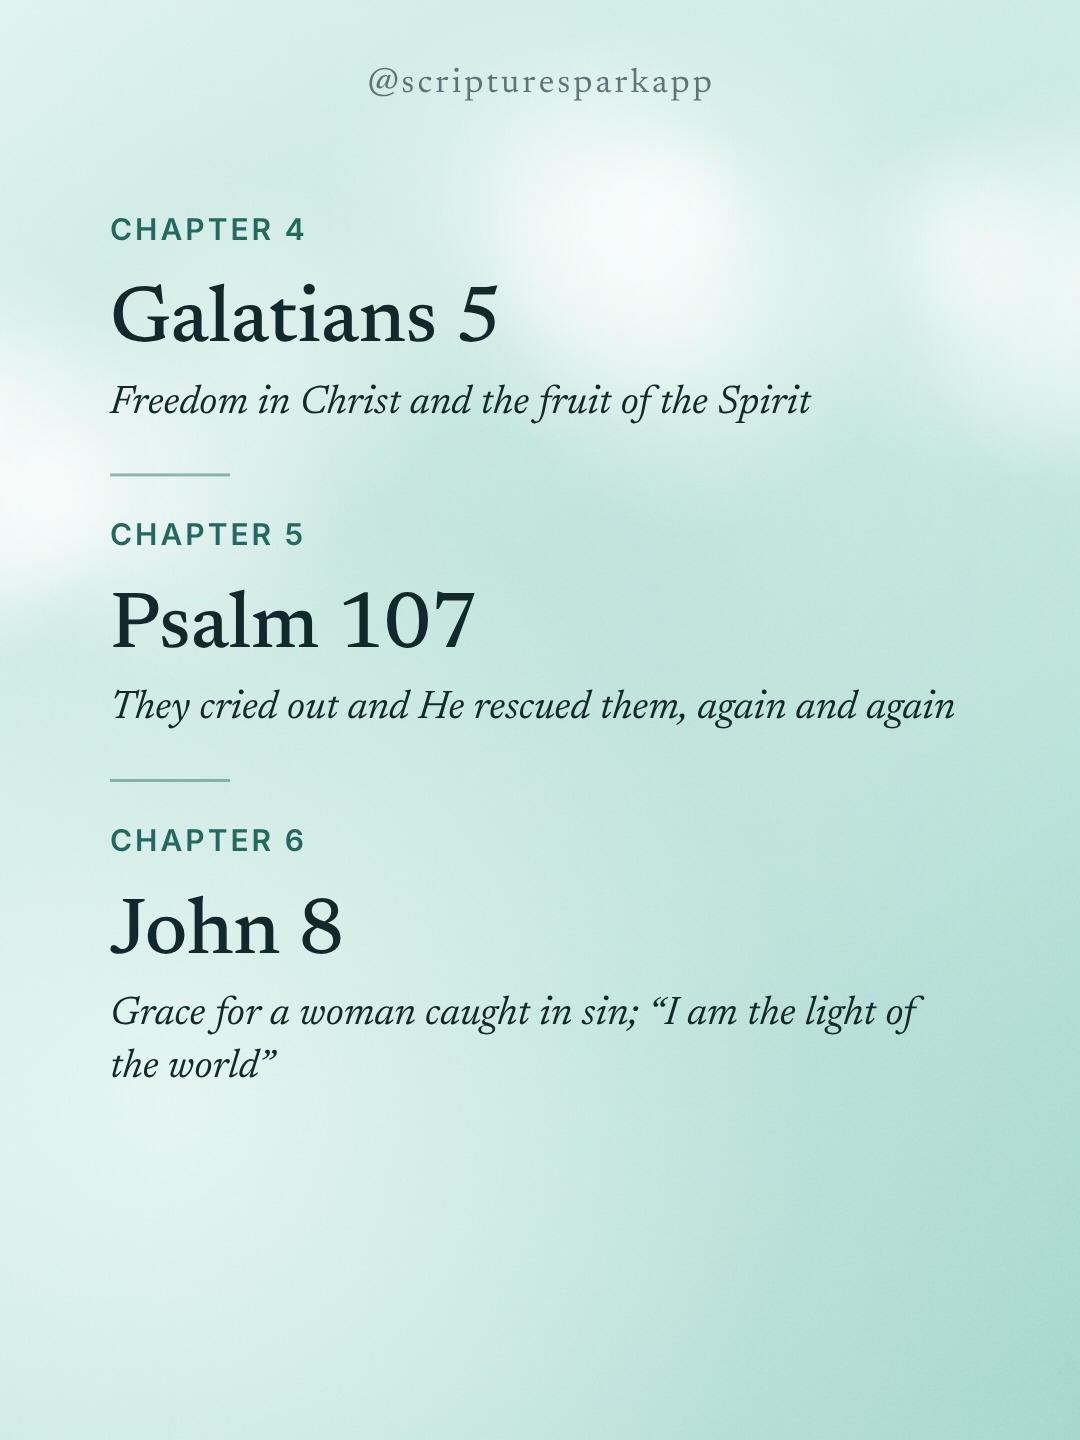 @scripturesparkapp
CHAPTER 4
Galatians 5
Freedom in Christ and the fruit of the Spirit
CHAPTER 5
Psalm 107
They cried out and He rescued them, again and again
CHAPTER 6
John 8
Grace for a woman caught in sin; “I am the light of
the world”